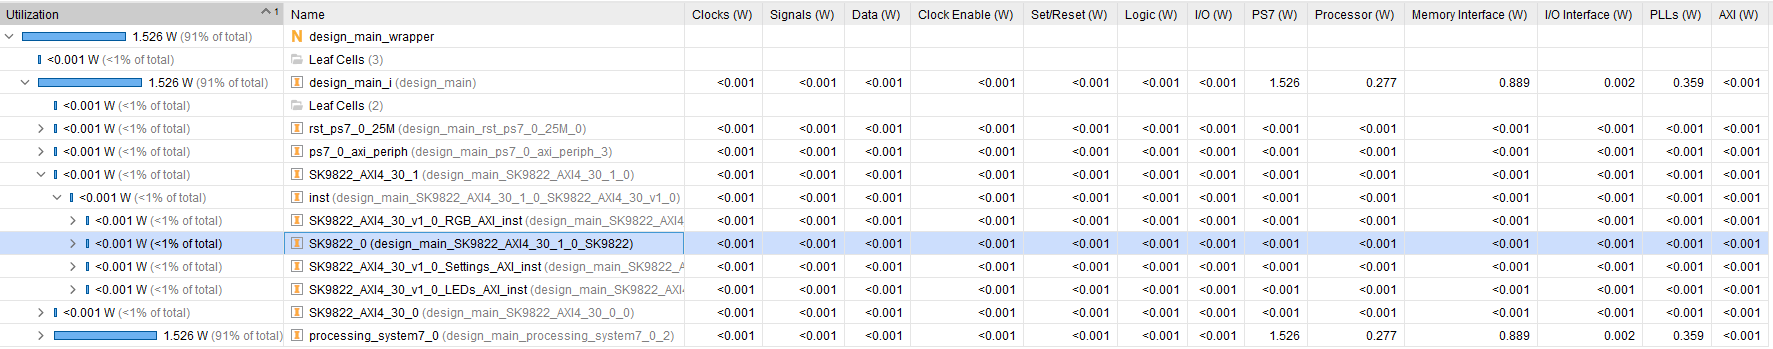 Utilization 1 Name Clocks (W) Signals (W) Data (W) Clock Enable (W) Set/Reset (W) Logic (W) I/O (W) PS7 (W) Processor (W) Memory Interface (W) I/O Interface (W) PLLs (W) AXI (W)
1.526 W (91% of total) N design_main_wrapper
<0.001 W (<1% of total) Leaf Cells (3)
1.526 W (91% of total) I design_main_i (design_main) <0.001 <0.001 <0.001 <0.001 <0.001 <0.001 <0.001 1.526 0.277 0.889 0.002 0.359 <0.001
<0.001 W (<1% of total) Leaf Cells (2)
<0.001 W (<1% of total) I rst_ps7_0_25M (design_main_rst_ps7_0_25M_0) <0.001 <0.001 <0.001 <0.001 <0.001 <0.001 <0.001 <0.001 <0.001 <0.001 <0.001 <0.001 <0.001
<0.001 W (<1% of total) I ps7_0_axi_periph (design_main_ps7_0_axi_periph_3) <0.001 <0.001 <0.001 <0.001 <0.001 <0.001 <0.001 <0.001 <0.001 <0.001 <0.001 <0.001 <0.001
<0.001 W (<1% of total) I SK9822_AXI4_30_1 (design_main_SK9822_AXI4_30_1_0) <0.001 <0.001 <0.001 <0.001 <0.001 <0.001 <0.001 <0.001 <0.001 <0.001 <0.001 <0.001 <0.001
<0.001 W (<1% of total) I inst (design_main_SK9822_AXI4_30_1_0_SK9822_AXI4_30_v1_0) <0.001 <0.001 <0.001 <0.001 <0.001 <0.001 <0.001 <0.001 <0.001 <0.001 <0.001 <0.001 <0.001
<0.001 W (<1% of total) I SK9822_AXI4_30_v1_0_RGB_AXI_inst (design_main_SK9822_AXI4 <0.001 <0.001 <0.001 <0.001 <0.001 <0.001 <0.001 <0.001 <0.001 <0.001 <0.001 <0.001 <0.001
<0.001 W (<1% of total) I SK9822_0 (design_main_SK9822_AXI4_30_1_0_SK9822) <0.001 <0.001 <0.001 <0.001 <0.001 <0.001 <0.001 <0.001 <0.001 <0.001 <0.001 <0.001 <0.001
<0.001 W (<1% of total) I SK9822_AXI4_30_v1_0_Settings_AXI_inst (design_main_SK9822_A <0.001 <0.001 <0.001 <0.001 <0.001 <0.001 <0.001 <0.001 <0.001 <0.001 <0.001 <0.001 <0.001
<0.001 W (<1% of total) I SK9822_AXI4_30_v1_0_LEDs_AXI_inst (design_main_SK9822_AXI4 <0.001 <0.001 <0.001 <0.001 <0.001 <0.001 <0.001 <0.001 <0.001 <0.001 <0.001 <0.001 <0.001
<0.001 W (<1% of total) I SK9822_AXI4_30_0 (design_main_SK9822_AXI4_30_0_0) <0.001 <0.001 <0.001 <0.001 <0.001 <0.001 <0.001 <0.001 <0.001 <0.001 <0.001 <0.001 <0.001
1.526 W (91% of total) I processing_system7_0 (design_main_processing_system7_0_2) <0.001 <0.001 <0.001 <0.001 <0.001 <0.001 <0.001 1.526 0.277 0.889 0.002 0.359 <0.001